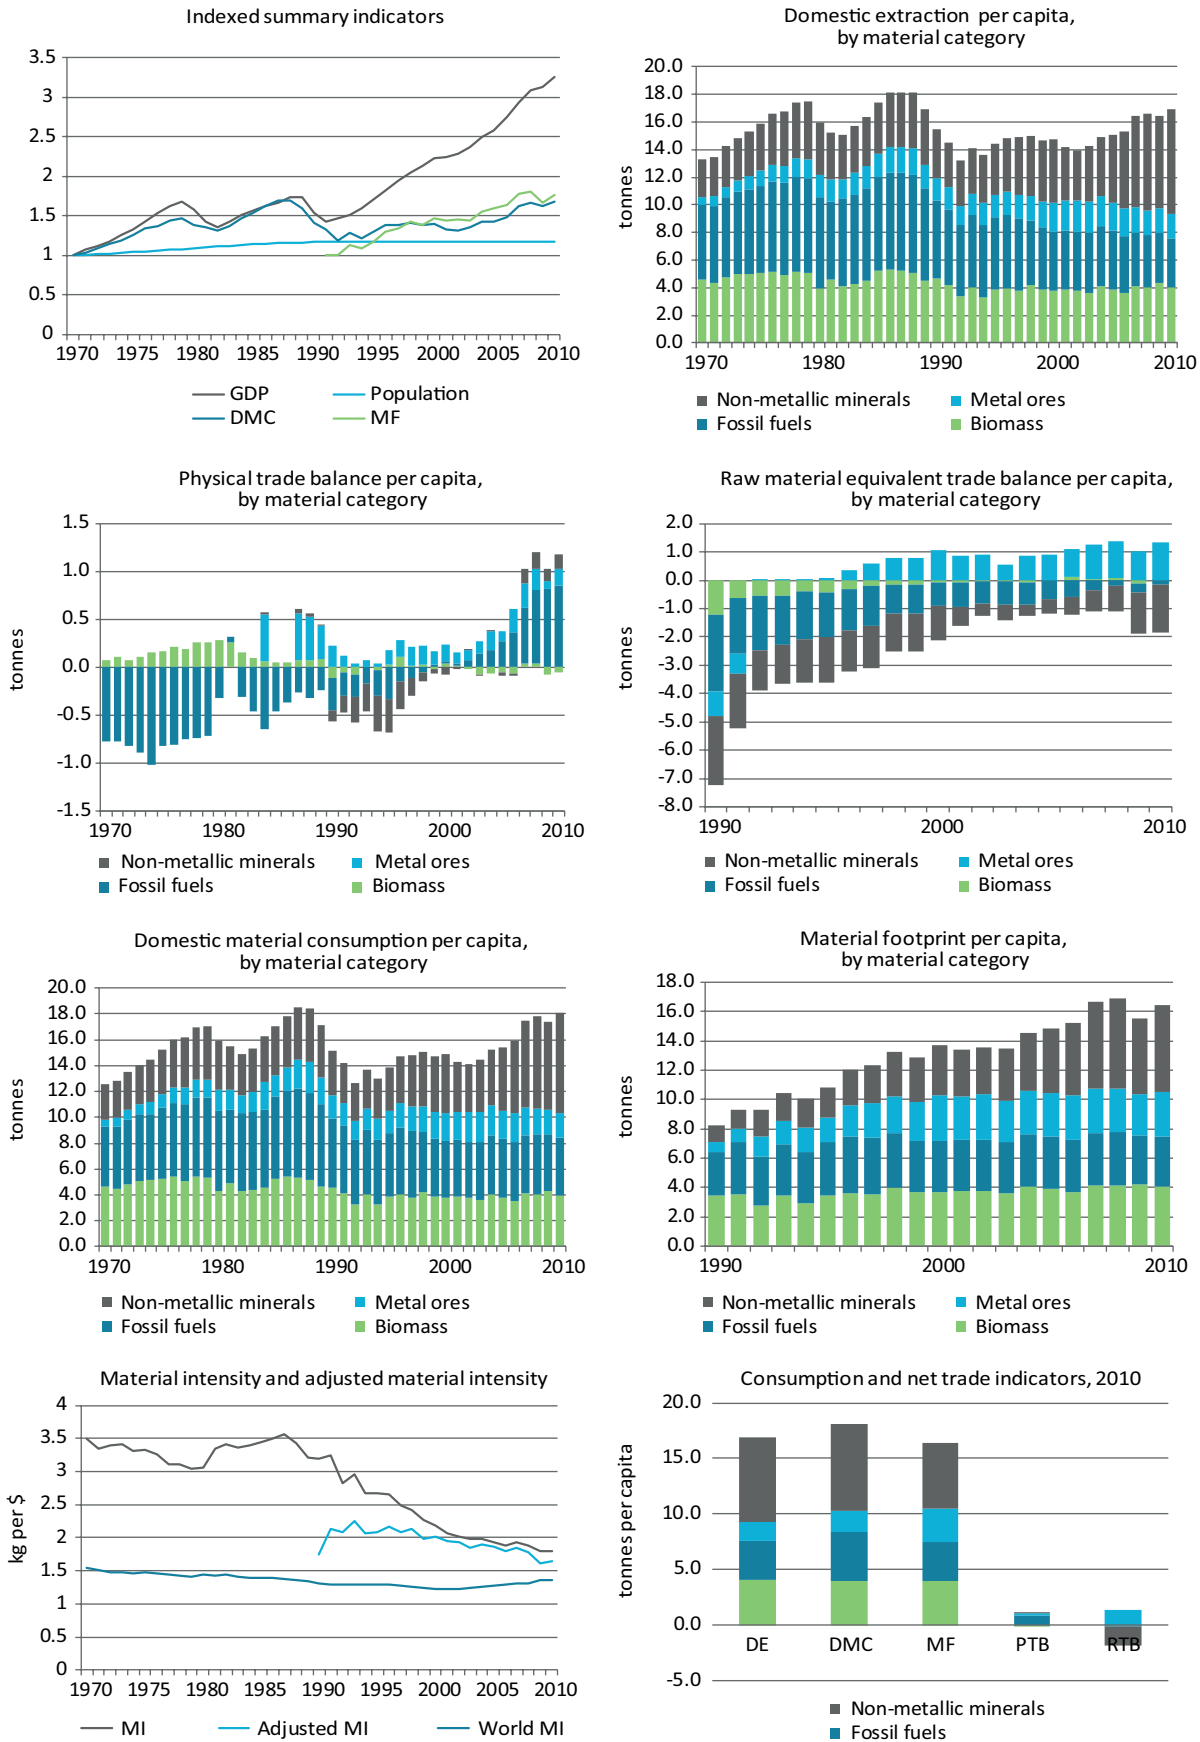 Indexed summary indicators
3.5
3
2.5
2
1.5
1
0.5
0
1970 1975 1980 1985 1990 1995 2000 2005 2010
GDP Population
DMC MF
Domestic extraction per capita,
by material category
tonnes
20.0
18.0
16.0
14.0
12.0
10.0
8.0
6.0
4.0
2.0
0.0
1970 1980 1990 2000 2010
Non-metallic minerals Metal ores
Fossil fuels Biomass
Physical trade balance per capita,
by material category
tonnes
1.5
1.0
0.5
0.0
-0.5
-1.0
-1.5
1970 1980 1990 2000 2010
Non-metallic minerals Metal ores
Fossil fuels Biomass
Raw material equivalent trade balance per capita,
by material category
tonnes
2.0
1.0
0.0
-1.0
-2.0
-3.0
-4.0
-5.0
-6.0
-7.0
-8.0
1990 2000 2010
Non-metallic minerals Metal ores
Fossil fuels Biomass
Domestic material consumption per capita,
by material category
tonnes
20.0
18.0
16.0
14.0
12.0
10.0
8.0
6.0
4.0
2.0
0.0
1970 1980 1990 2000 2010
Non-metallic minerals Metal ores
Fossil fuels Biomass
Material footprint per capita,
by material category
tonnes
18.0
16.0
14.0
12.0
10.0
8.0
6.0
4.0
2.0
0.0
1990 2000 2010
Non-metallic minerals Metal ores
Fossil fuels Biomass
Material intensity and adjusted material intensity
kg per $
4
3.5
3
2.5
2
1.5
1
0.5
0
1970 1975 1980 1985 1990 1995 2000 2005 2010
MI Adjusted MI World MI
Consumption and net trade indicators, 2010
tonnes per capita
20.0
15.0
10.0
5.0
0.0
-5.0
DE DMC MF PTB RTB
Non-metallic minerals
Fossil fuels